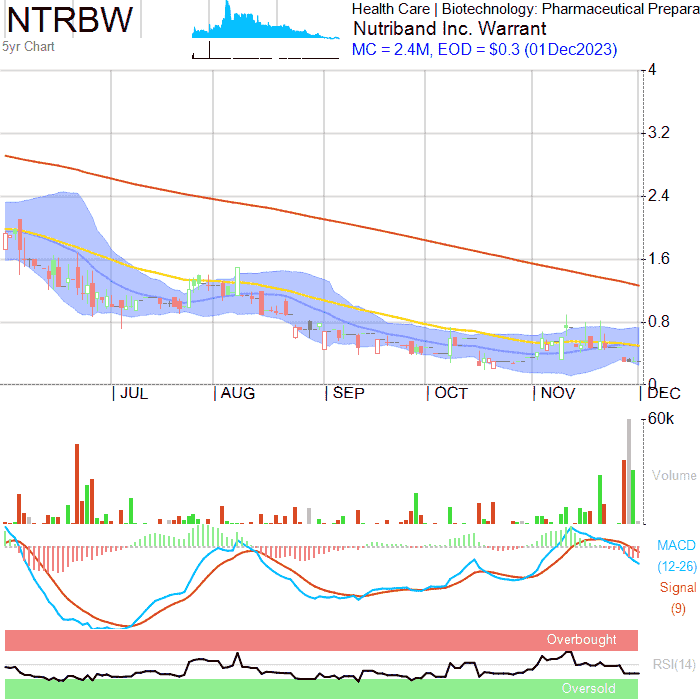 NTRBW
5yr Chart
Health Care | Biotechnology: Pharmaceutical Prepara
Nutriband Inc. Warrant
MC = 2.4M, EOD = $0.3 (01Dec2023)
4
3.2
2.4
1.6
0.8
0
JUL
AUG
SEP
OCT
NOV
DEC
60k
Volume
MACD
(12-26)
Signal
(9)
Overbought
RSI(14)
Oversold